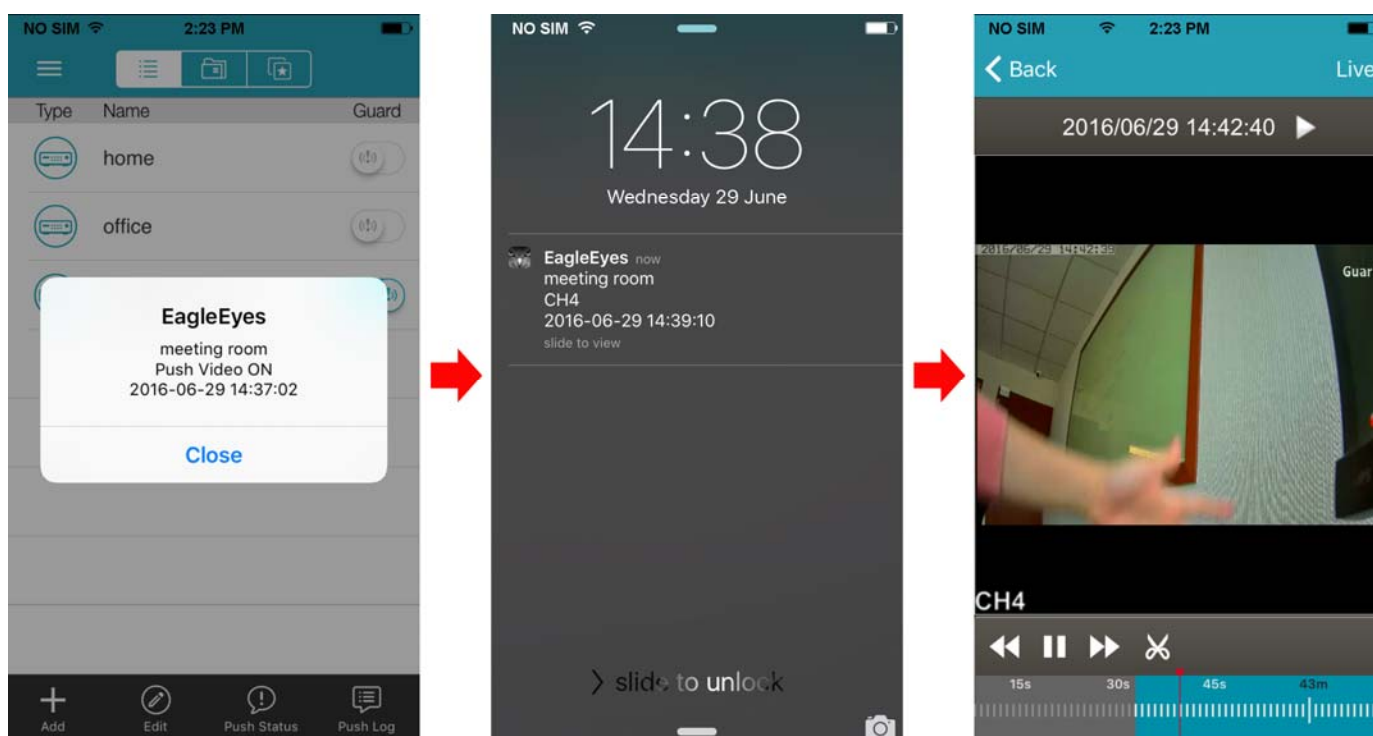 NO SIM 2:23 PM
Type Name Guard
home
office
EagleEyes
meeting room
Push Video ON
2016-06-29 14:37:02
Close
Add Edit Push Status Push Log
NO SIM
14:38
Wednesday 29 June
EagleEyes now
meeting room
CH4
2016-06-29 14:39:10
slide to view
slide to unlock
NO SIM 2:23 PM
Back Live
2016/06/29 14:42:40
2016/06/29 14:42:39
Guar
CH4
15s 30s 45s 43m